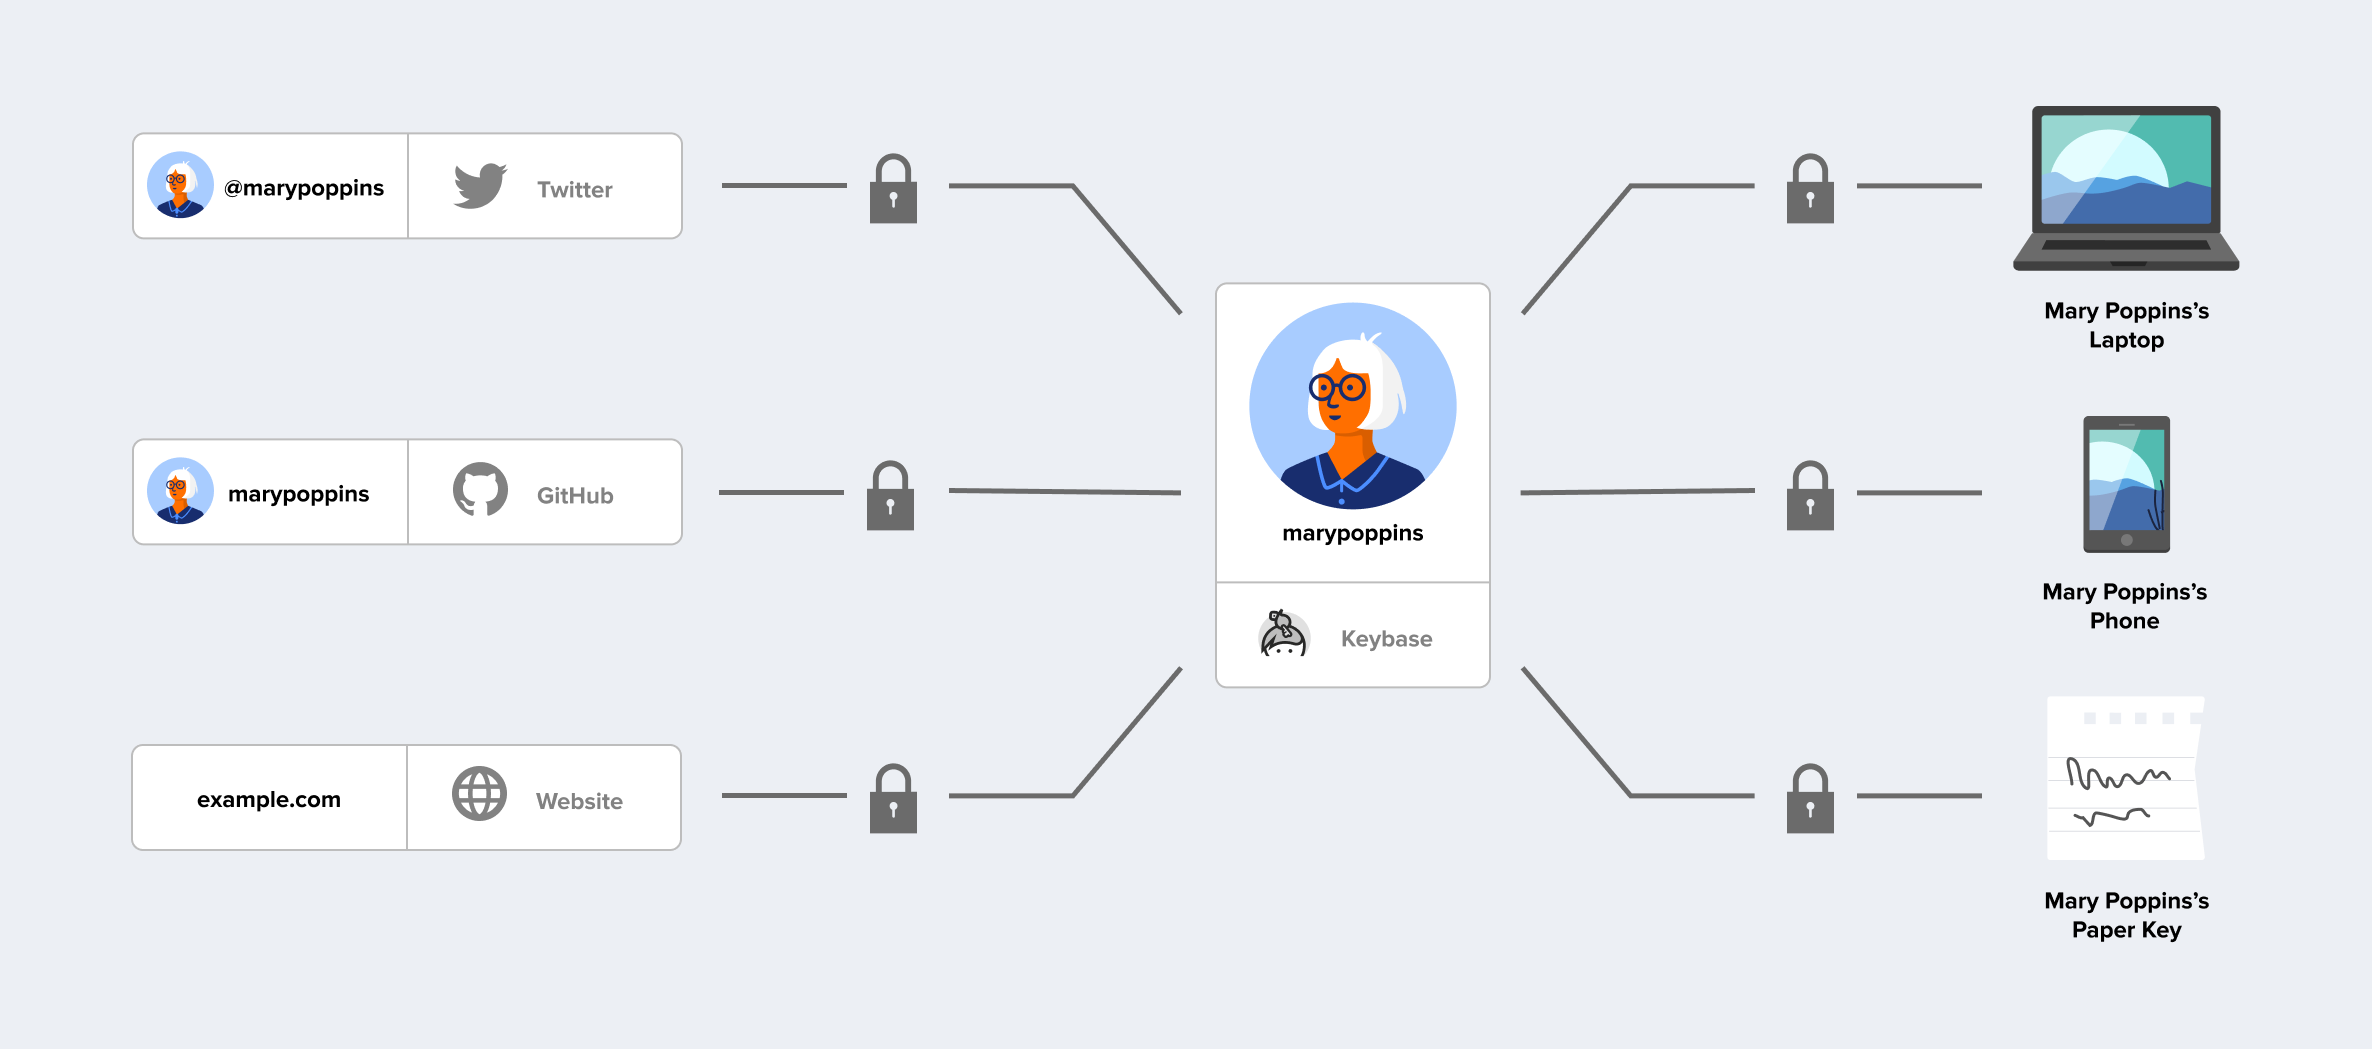 @marypoppins
Twitter
marypoppins
GitHub
example.com
Website
marypoppins
Keybase
Mary Poppins’s
Laptop
Mary Poppins’s
Phone
Mary Poppins’s
Paper Key